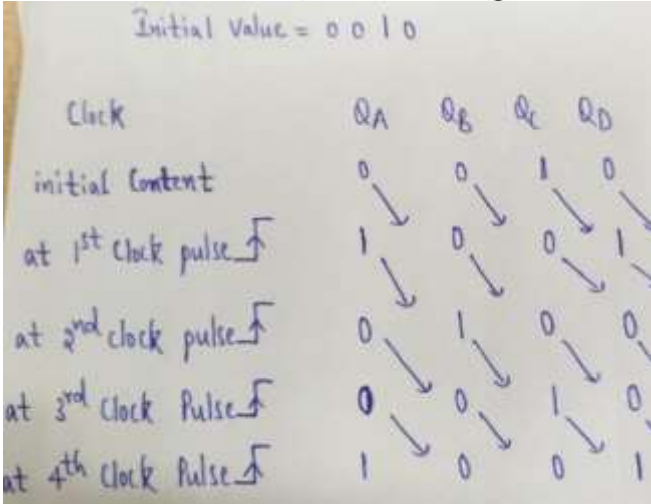 Initial Value = 0 0 1 0
Clock QA QB QC QD
initial Content 0 0 1 0
at 1st Clock pulse 1 0 0 1
at 2nd clock pulse 0 1 0 0
at 3rd Clock Pulse 0 0 1 0
at 4th Clock Pulse 1 0 0 1